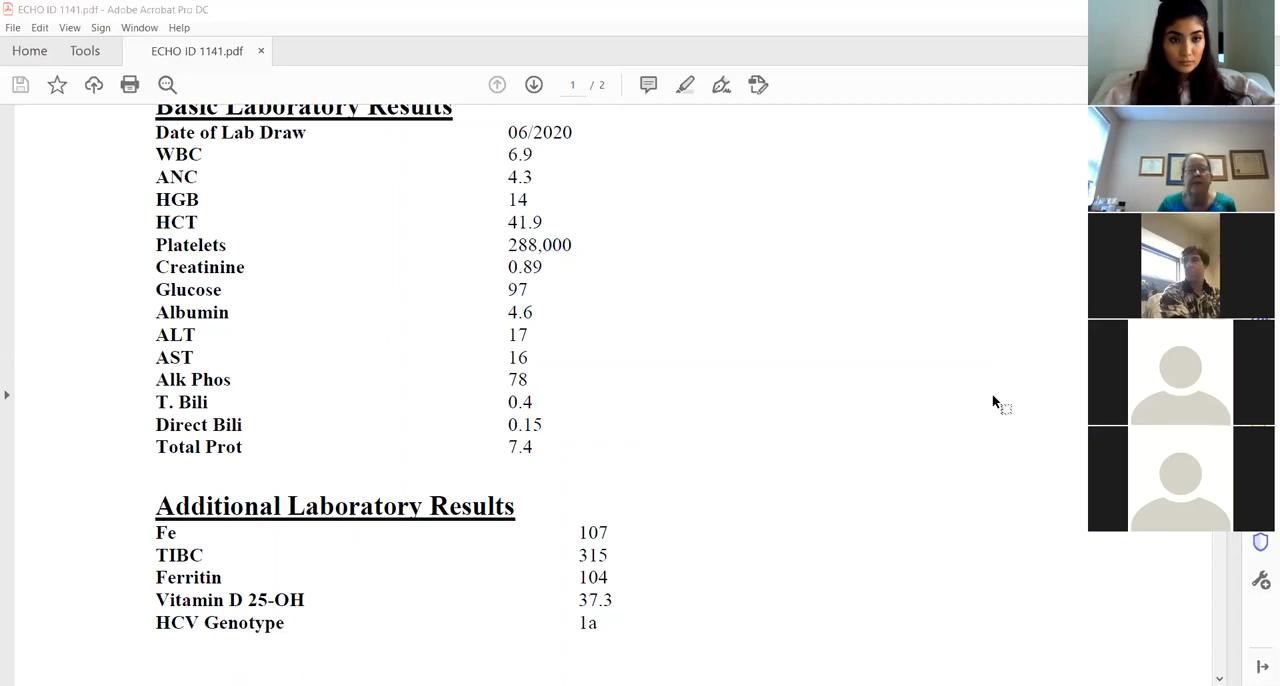 ECHO ID 1141.pdf - Adobe Acrobat Pro DC
File Edit View Sign Window Help
Home Tools ECHO ID 1141.pdf ×
1 / 2
Basic Laboratory Results
Date of Lab Draw 06/2020
WBC 6.9
ANC 4.3
HGB 14
HCT 41.9
Platelets 288,000
Creatinine 0.89
Glucose 97
Albumin 4.6
ALT 17
AST 16
Alk Phos 78
T. Bili 0.4
Direct Bili 0.15
Total Prot 7.4
Additional Laboratory Results
Fe 107
TIBC 315
Ferritin 104
Vitamin D 25-OH 37.3
HCV Genotype 1a